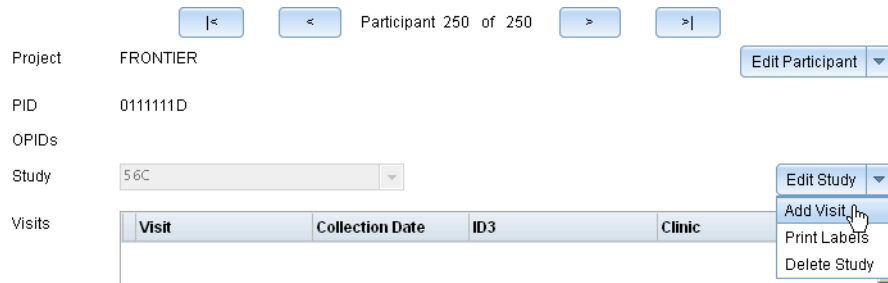 |< < Participant 250 of 250 > >|
Project FRONTIER Edit Participant
PID 0111111D
OPIDs
Study 56C Edit Study
Add Visit
Visits Visit Collection Date ID3 Clinic
Print Labels
Delete Study